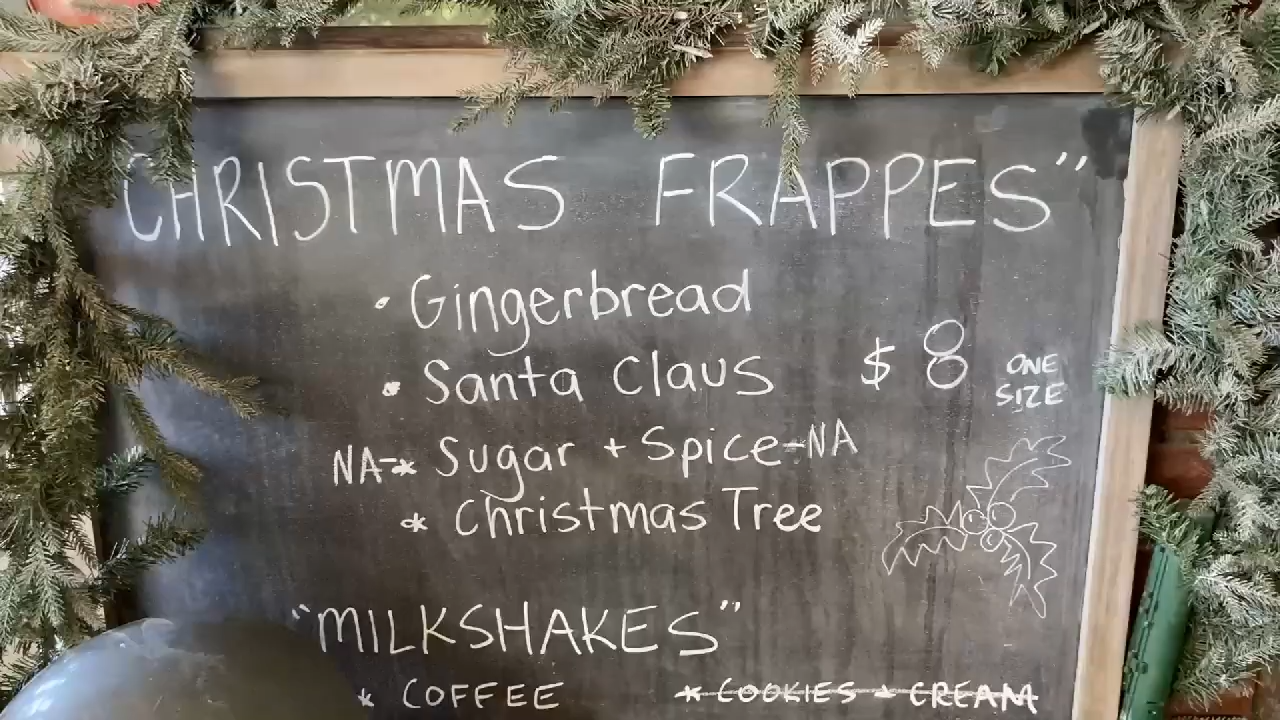 CHRISTMAS FRAPPES"
• Gingerbread
• Santa Claus
$8 ONE SIZE
NA-* Sugar + Spice-NA
* Christmas Tree
"MILKSHAKES"
* COFFEE * COOKIES + CREAM